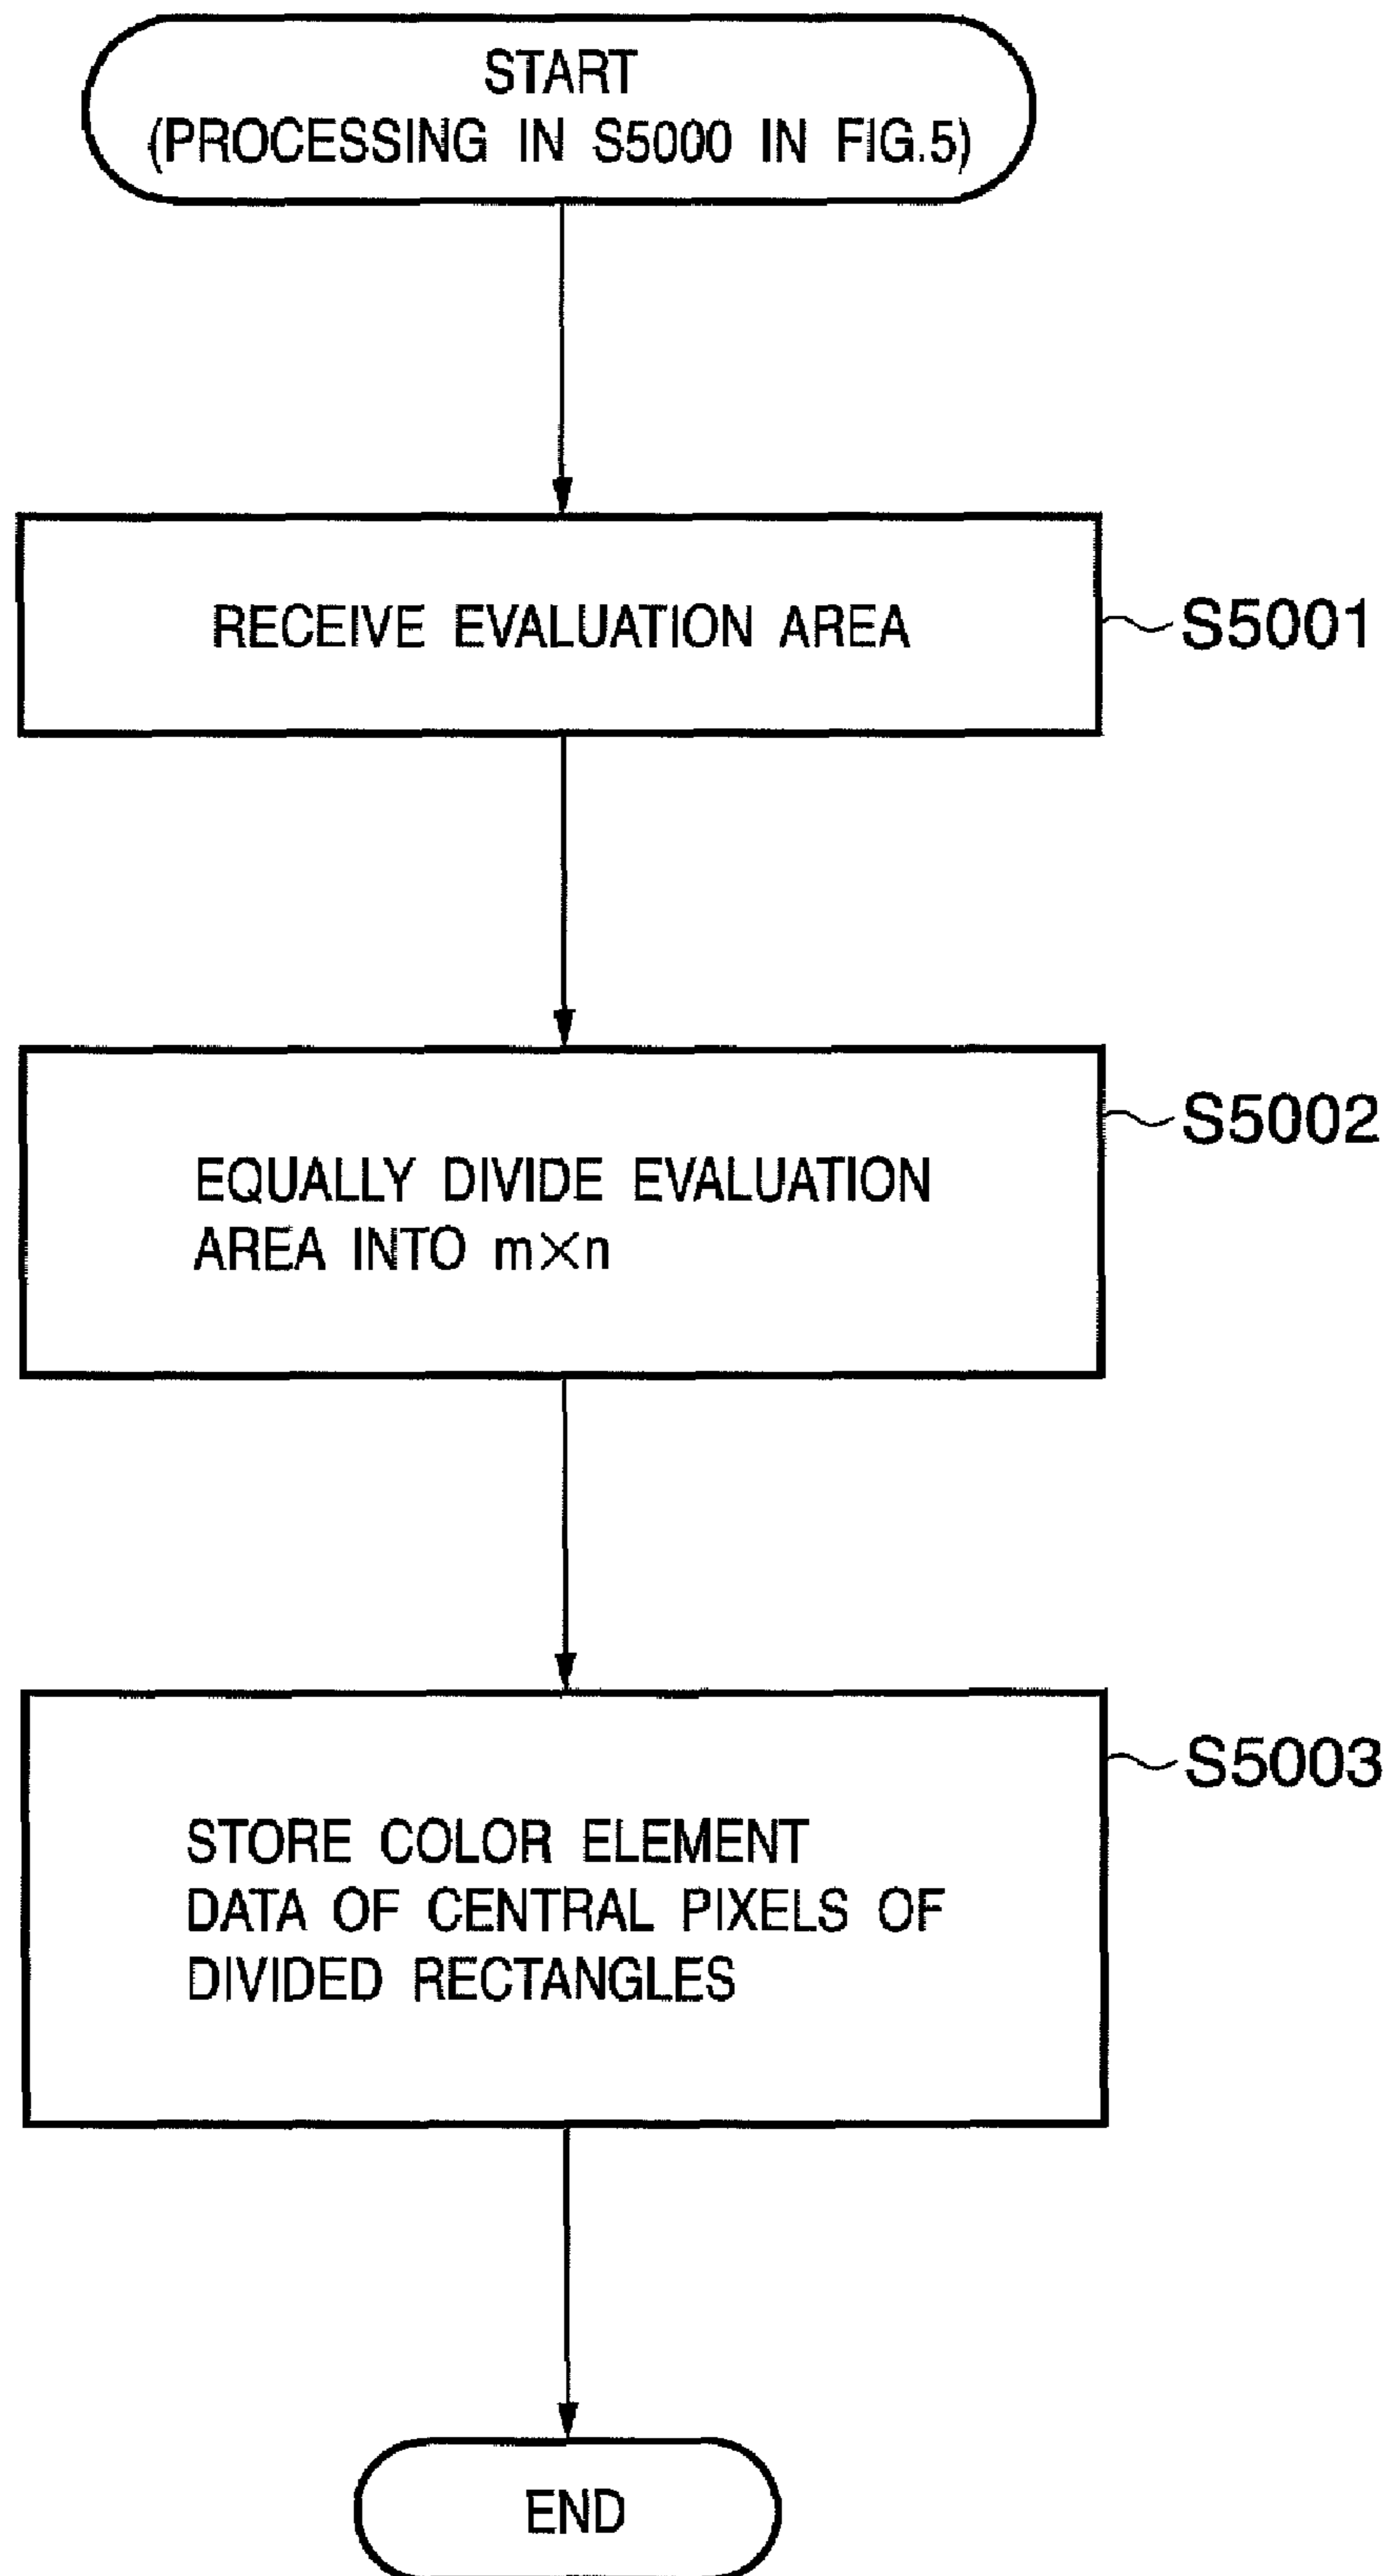 START
(PROCESSING IN S5000 IN FIG.5)
RECEIVE EVALUATION AREA
S5001
S5002
EQUALLY DIVIDE EVALUATION
AREA INTO m×n
S5003
STORE COLOR ELEMENT
DATA OF CENTRAL PIXELS OF
DIVIDED RECTANGLES
END